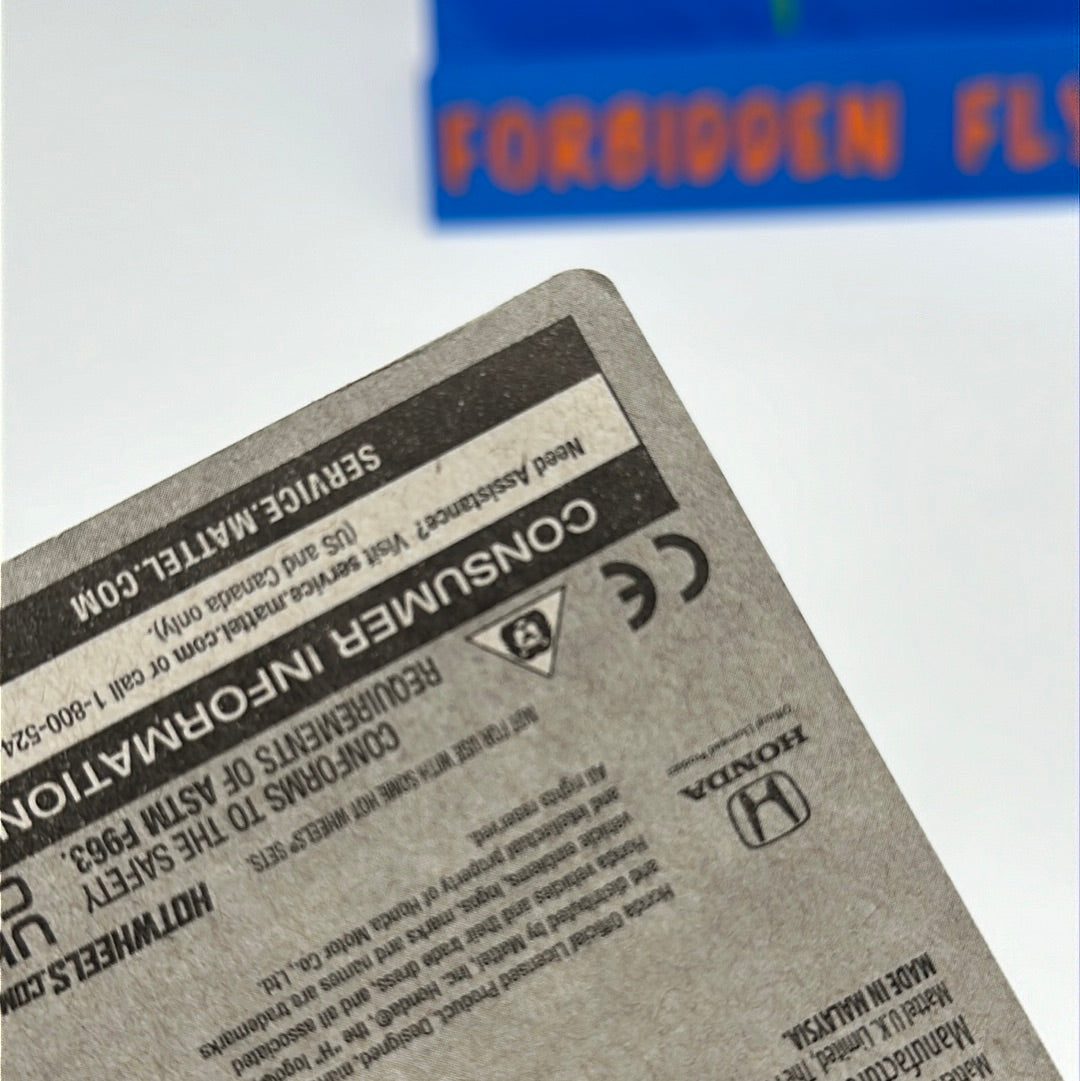 FORBIDDEN FLY
Mattel U.K. Limited, The
MADE IN MALAYSIA.
Honda Official Licensed Product. Designed,
and distributed by Mattel, Inc. Honda®, the "H" logo
Honda vehicles and their trade dress, and all associated
vehicle emblems, logos, marks and names are trademarks
and intellectual property of Honda Motor Co., Ltd.
All rights reserved.
HONDA
Official Licensed Product
NOT FOR USE WITH SOME HOT WHEELS® SETS.
HOTWHEELS.COM
CONFORMS TO THE SAFETY
REQUIREMENTS OF ASTM F963.
CE
UK
CONSUMER INFORMATION
Need Assistance? Visit service.mattel.com or call 1-800-524
(US and Canada only).
SERVICE.MATTEL.COM